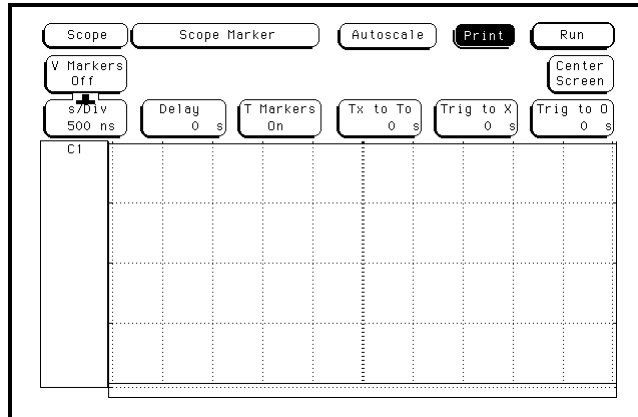 Scope Scope Marker Autoscale Print Run
V Markers Off Center Screen
s/Div 500 ns Delay 0 s T Markers On Tx to To 0 s Trig to X 0 s Trig to O 0 s
C1